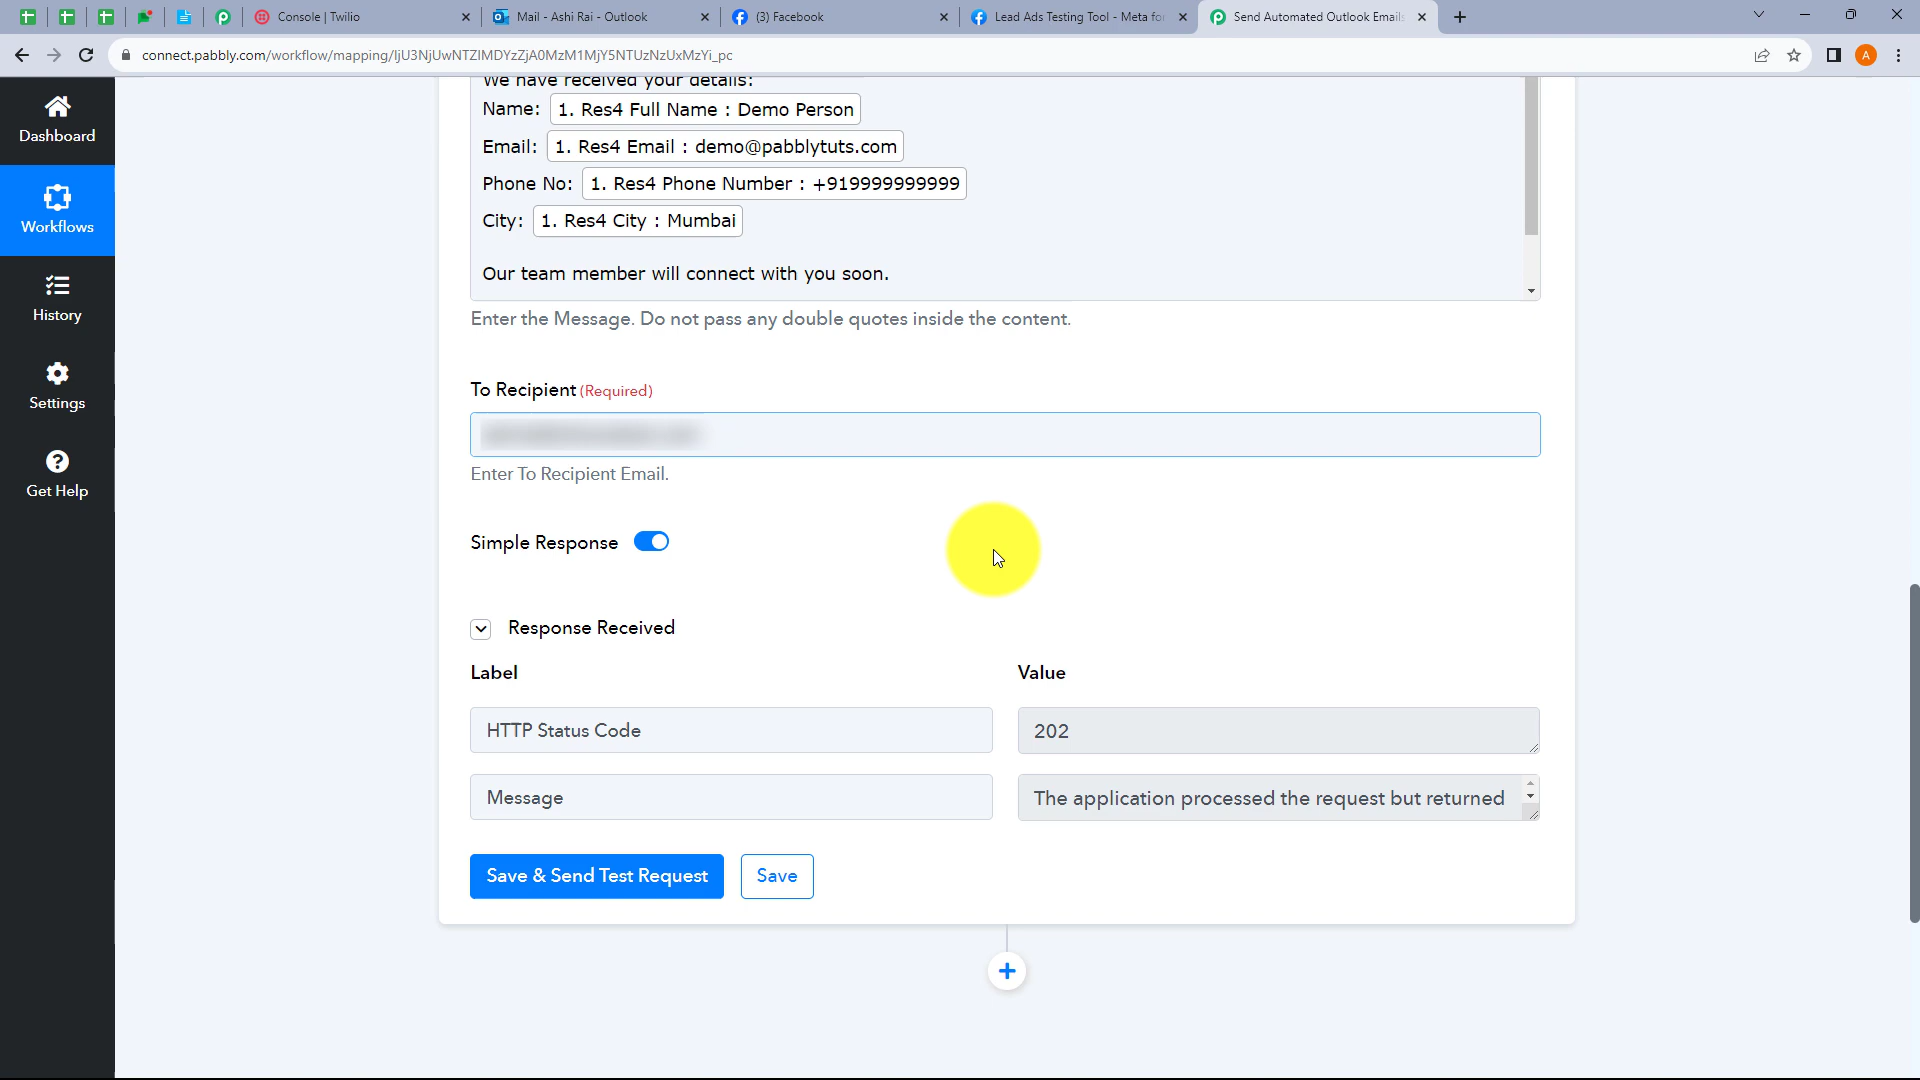 Console | Twilio
Mail - Ashi Rai - Outlook
(3) Facebook
Lead Ads Testing Tool - Meta fo
Send Automated Outlook Emails
connect.pabbly.com/workflow/mapping/IjU3NjUwNTZlMDYzZjA0MzM1MjY5NTUzNzUxMzYi_pc
A
We have received your details:
Name: 1. Res4 Full Name : Demo Person
Email: 1. Res4 Email : demo@pabblytuts.com
Phone No: 1. Res4 Phone Number : +919999999999
City: 1. Res4 City : Mumbai
Our team member will connect with you soon.
Enter the Message. Do not pass any double quotes inside the content.
To Recipient (Required)
Enter To Recipient Email.
Simple Response
Response Received
Label Value
HTTP Status Code 202
Message The application processed the request but returned
Save & Send Test Request Save
Dashboard
Workflows
History
Settings
Get Help